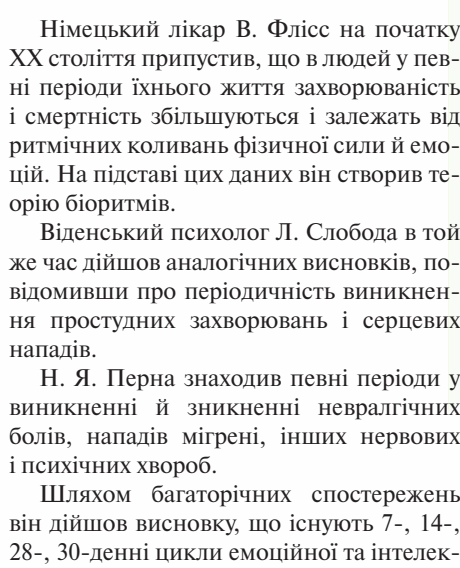 Німецький лікар В. Флісс на початку
XX століття припустив, що в людей у пев-
ні періоди їхнього життя захворюваність
і смертність збільшуються і залежать від
ритмічних коливань фізичної сили й емо-
цій. На підставі цих даних він створив те-
орію біоритмів.
Віденський психолог Л. Слобода в той
же час дійшов аналогічних висновків, по-
відомивши про періодичність виникнен-
ня простудних захворювань і серцевих
нападів.
Н. Я. Перна знаходив певні періоди у
виникненні й зникненні невралгічних
болів, нападів мігрені, інших нервових
і психічних хвороб.
Шляхом багаторічних спостережень
він дійшов висновку, що існують 7-, 14-,
28-, 30-денні цикли емоційної та інтелек-